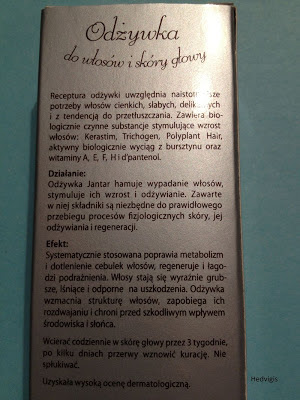 Odżywka
do włosów i skóry głowy
Receptura odżywki uwzględnia naistotniejsze
potrzeby włosów cienkich, słabych, delikatnych
i z tendencją do przetłuszczania. Zawiera bio-
logicznie czynne substancje stymulujące wzrost
włosów: Kerastim, Trichogen, Polyplant Hair,
aktywny biologicznie wyciąg z bursztynu oraz
witaminy A, E, F, H i d'pantenol.
Działanie:
Odżywka Jantar hamuje wypadanie włosów,
stymuluje ich wzrost i odżywianie. Zawarte
w niej składniki są niezbędne do prawidłowego
przebiegu procesów fizjologicznych skóry, jej
odżywiania i regeneracji.
Efekt:
Systematycznie stosowana poprawia metabolizm
i dotlenienie cebulek włosów, regeneruje i łago-
dzi podrażnienia. Włosy stają się wyraźnie grub-
sze, lśniące i odporne na uszkodzenia. Odżywka
wzmacnia strukturę włosów, zapobiega ich
rozdwajaniu i chroni przed szkodliwym wpływem
środowiska i słońca.
Wcierać codziennie w skórę głowy przez 3 tygodnie,
po kilku dniach przerwy wznowić kurację. Nie
spłukiwać.
Uzyskała wysoką ocenę dermatologiczną.
Hedvigis